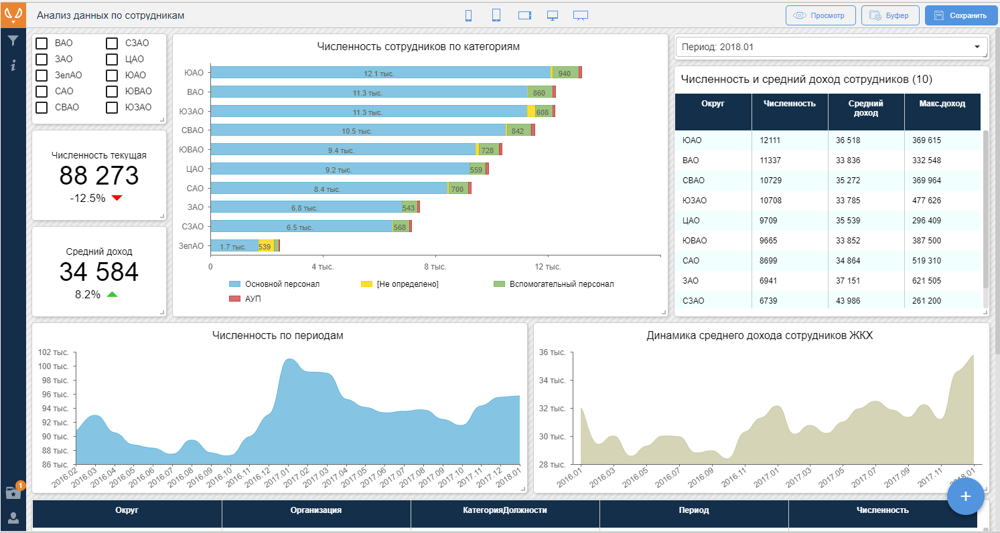 Анализ данных по сотрудникам
Просмотр
Буфер
Сохранить
ВАО СЗАО
ЗАО ЦАО
ЗелАО ЮАО
САО ЮВАО
СВАО ЮЗАО
Численность текущая
88 273
-12.5%
Средний доход
34 584
8.2%
Численность сотрудников по категориям
ЮАО 12.1 тыс. 940
ВАО 11.3 тыс. 860
ЮЗАО 11.3 тыс. 608
СВАО 10.5 тыс. 842
ЮВАО 9.4 тыс. 728
ЦАО 9.2 тыс. 559
САО 8.4 тыс. 700
ЗАО 6.8 тыс. 543
СЗАО 6.5 тыс. 568
ЗелАО 1.7 тыс. 539
0 4 тыс. 8 тыс. 12 тыс.
Основной персонал [Не определено] Вспомогательный персонал
АУП
Период: 2018.01
Численность и средний доход сотрудников (10)
Округ Численность Средний доход Макс.доход
ЮАО 12111 36 518 369 615
ВАО 11337 33 836 332 548
СВАО 10729 35 272 369 964
ЮЗАО 10708 33 785 477 626
ЦАО 9709 35 539 296 409
ЮВАО 9665 33 852 387 500
САО 8699 34 864 519 310
ЗАО 6941 37 151 621 505
СЗАО 6739 43 986 261 200
Численность по периодам
102 тыс.
100 тыс.
98 тыс.
96 тыс.
94 тыс.
92 тыс.
90 тыс.
88 тыс.
86 тыс.
2016.02 2016.03 2016.04 2016.05 2016.06 2016.07 2016.08 2016.09 2016.10 2016.11 2016.12 2017.01 2017.02 2017.03 2017.04 2017.05 2017.06 2017.07 2017.08 2017.09 2017.10 2017.11 2017.12 2018.01
Динамика среднего дохода сотрудников ЖКХ
36 тыс.
34 тыс.
32 тыс.
30 тыс.
28 тыс.
2016.01 2016.03 2016.05 2016.07 2016.09 2016.11 2017.01 2017.03 2017.05 2017.07 2017.09 2017.11 2018.01
1
+
Округ Организация КатегорияДолжности Период Численность